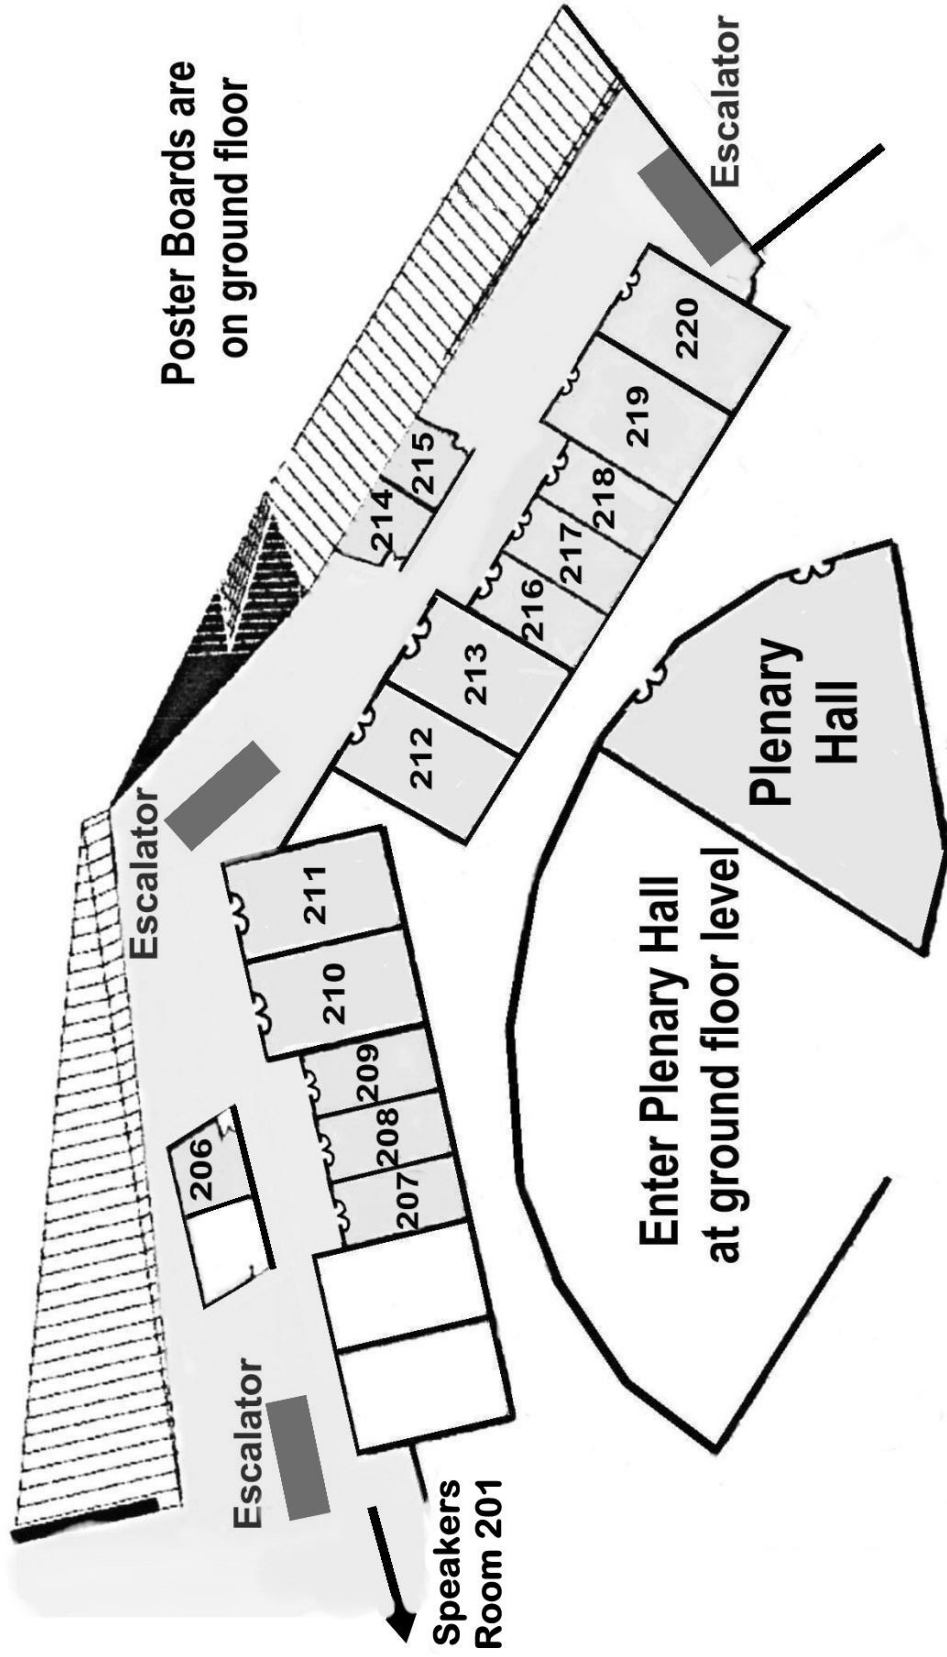 Poster Boards are
on ground floor
Escalator
Escalator
Escalator
206
207
208
209
210
211
212
213
214
215
216
217
218
219
220
Plenary
Hall
Enter Plenary Hall
at ground floor level
Speakers
Room 201